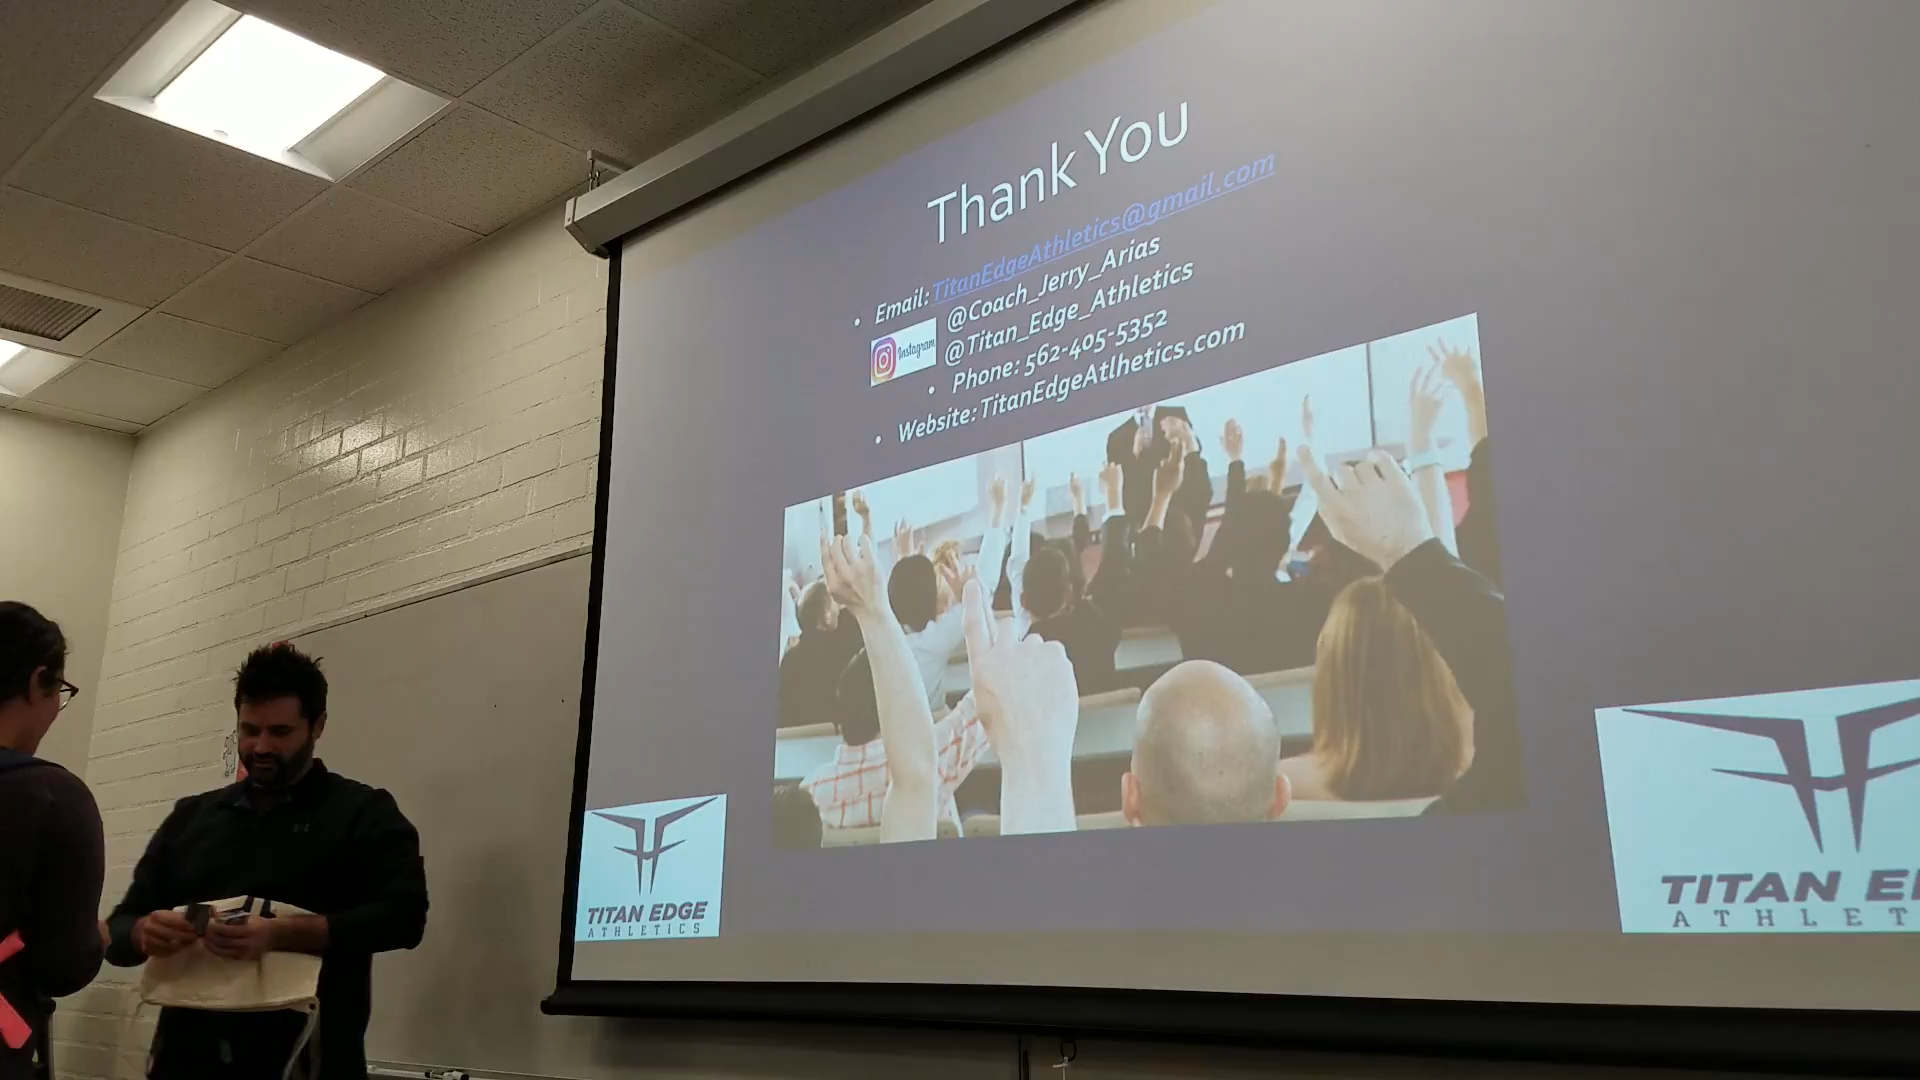 Thank You
• Email: TitanEdgeAthletics@gmail.com
@Coach_Jerry_Arias
Instagram
@Titan_Edge_Athletics
• Phone: 562-405-5352
• Website: TitanEdgeAtlhetics.com
TITAN EDGE
ATHLETICS
TITAN E
ATHLET